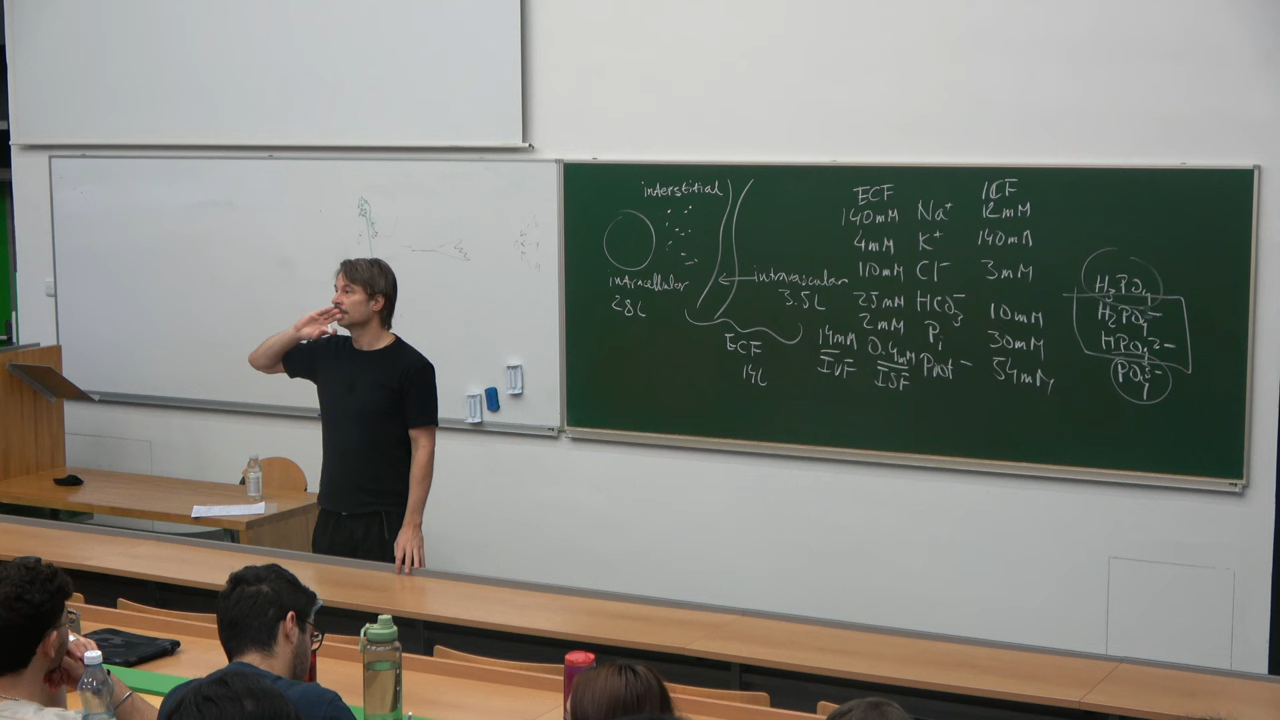 interstitial
intracellular
28L
intravascular
3.5L
ECF
14L
ECF ICF
140mM Na⁺ 12mM
4mM K⁺ 140mM
110mM Cl⁻ 3mM
25mM HCO₃⁻ 10mM
2mM Pᵢ 30mM
14mM 0.4mM Prot⁻ 54mM
IVF ISF
H₃PO₄
H₂PO₄⁻
HPO₄²⁻
PO₄³⁻